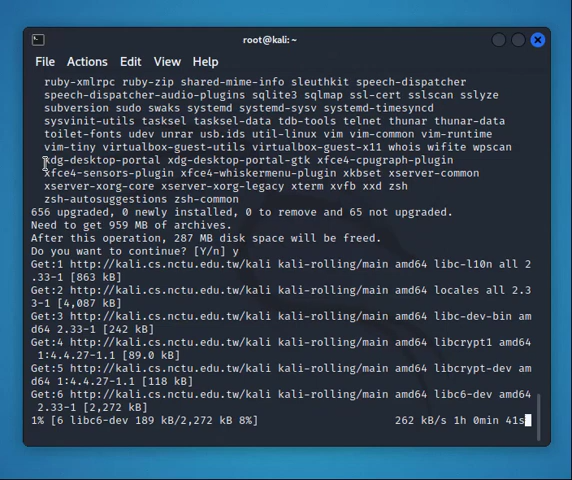 root@kali: ~
File Actions Edit View Help
ruby-xmlrpc ruby-zip shared-mime-info sleuthkit speech-dispatcher
speech-dispatcher-audio-plugins sqlite3 sqlmap ssl-cert sslscan sslyze
subversion sudo swaks systemd systemd-sysv systemd-timesyncd
sysvinit-utils tasksel tasksel-data tdb-tools telnet thunar thunar-data
toilet-fonts udev unrar usb.ids util-linux vim vim-common vim-runtime
vim-tiny virtualbox-guest-utils virtualbox-guest-x11 whois wifite wpscan
xdg-desktop-portal xdg-desktop-portal-gtk xfce4-cpugraph-plugin
xfce4-sensors-plugin xfce4-whiskermenu-plugin xkbset xserver-common
xserver-xorg-core xserver-xorg-legacy xterm xvfb xxd zsh
zsh-autosuggestions zsh-common
656 upgraded, 0 newly installed, 0 to remove and 65 not upgraded.
Need to get 959 MB of archives.
After this operation, 287 MB disk space will be freed.
Do you want to continue? [Y/n] y
Get:1 http://kali.cs.nctu.edu.tw/kali kali-rolling/main amd64 libc-l10n all 2
.33-1 [863 kB]
Get:2 http://kali.cs.nctu.edu.tw/kali kali-rolling/main amd64 locales all 2.3
3-1 [4,087 kB]
Get:3 http://kali.cs.nctu.edu.tw/kali kali-rolling/main amd64 libc-dev-bin am
d64 2.33-1 [242 kB]
Get:4 http://kali.cs.nctu.edu.tw/kali kali-rolling/main amd64 libcrypt1 amd64
1:4.4.27-1.1 [89.0 kB]
Get:5 http://kali.cs.nctu.edu.tw/kali kali-rolling/main amd64 libcrypt-dev am
d64 1:4.4.27-1.1 [118 kB]
Get:6 http://kali.cs.nctu.edu.tw/kali kali-rolling/main amd64 libc6-dev amd64
2.33-1 [2,272 kB]
1% [6 libc6-dev 189 kB/2,272 kB 8%] 262 kB/s 1h 0min 41s